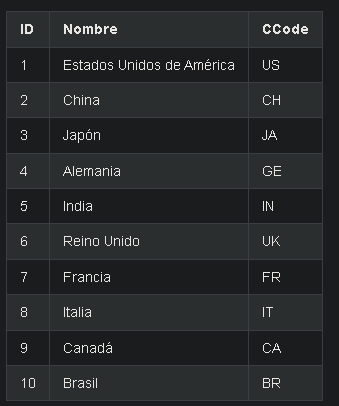 ID Nombre CCode
1 Estados Unidos de América US
2 China CH
3 Japón JA
4 Alemania GE
5 India IN
6 Reino Unido UK
7 Francia FR
8 Italia IT
9 Canadá CA
10 Brasil BR